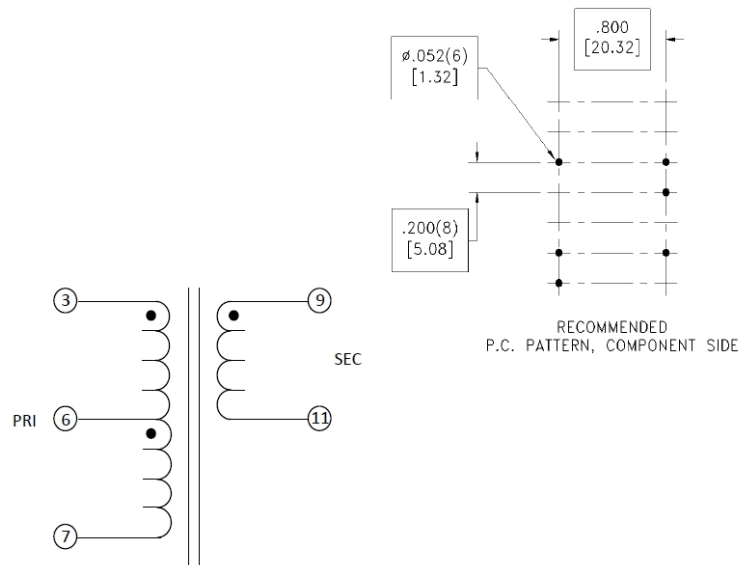 .800
[20.32]
ø.052(6)
[1.32]
.200(8)
[5.08]
RECOMMENDED
P.C. PATTERN, COMPONENT SIDE
3
9
SEC
PRI
6
11
7